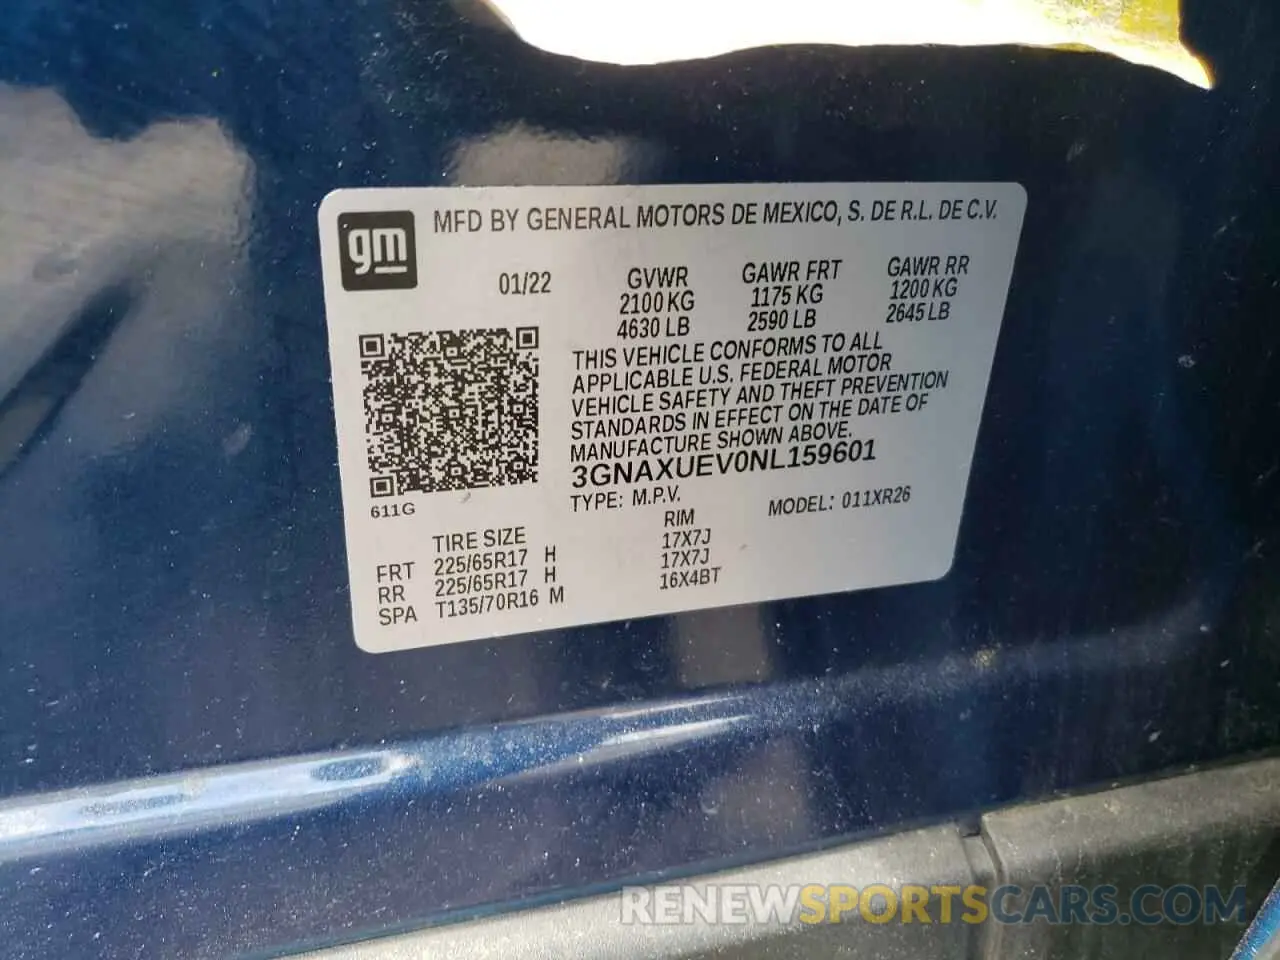 gm
MFD BY GENERAL MOTORS DE MEXICO, S. DE R.L. DE C.V.
01/22 GVWR GAWR FRT GAWR RR
2100 KG 1175 KG 1200 KG
4630 LB 2590 LB 2645 LB
THIS VEHICLE CONFORMS TO ALL
APPLICABLE U.S. FEDERAL MOTOR
VEHICLE SAFETY AND THEFT PREVENTION
STANDARDS IN EFFECT ON THE DATE OF
MANUFACTURE SHOWN ABOVE.
3GNAXUEV0NL159601
611G
TYPE: M.P.V. MODEL: 011XR26
TIRE SIZE RIM
FRT 225/65R17 H 17X7J
RR 225/65R17 H 17X7J
SPA T135/70R16 M 16X4BT
RENEWSPORTSCARS.COM